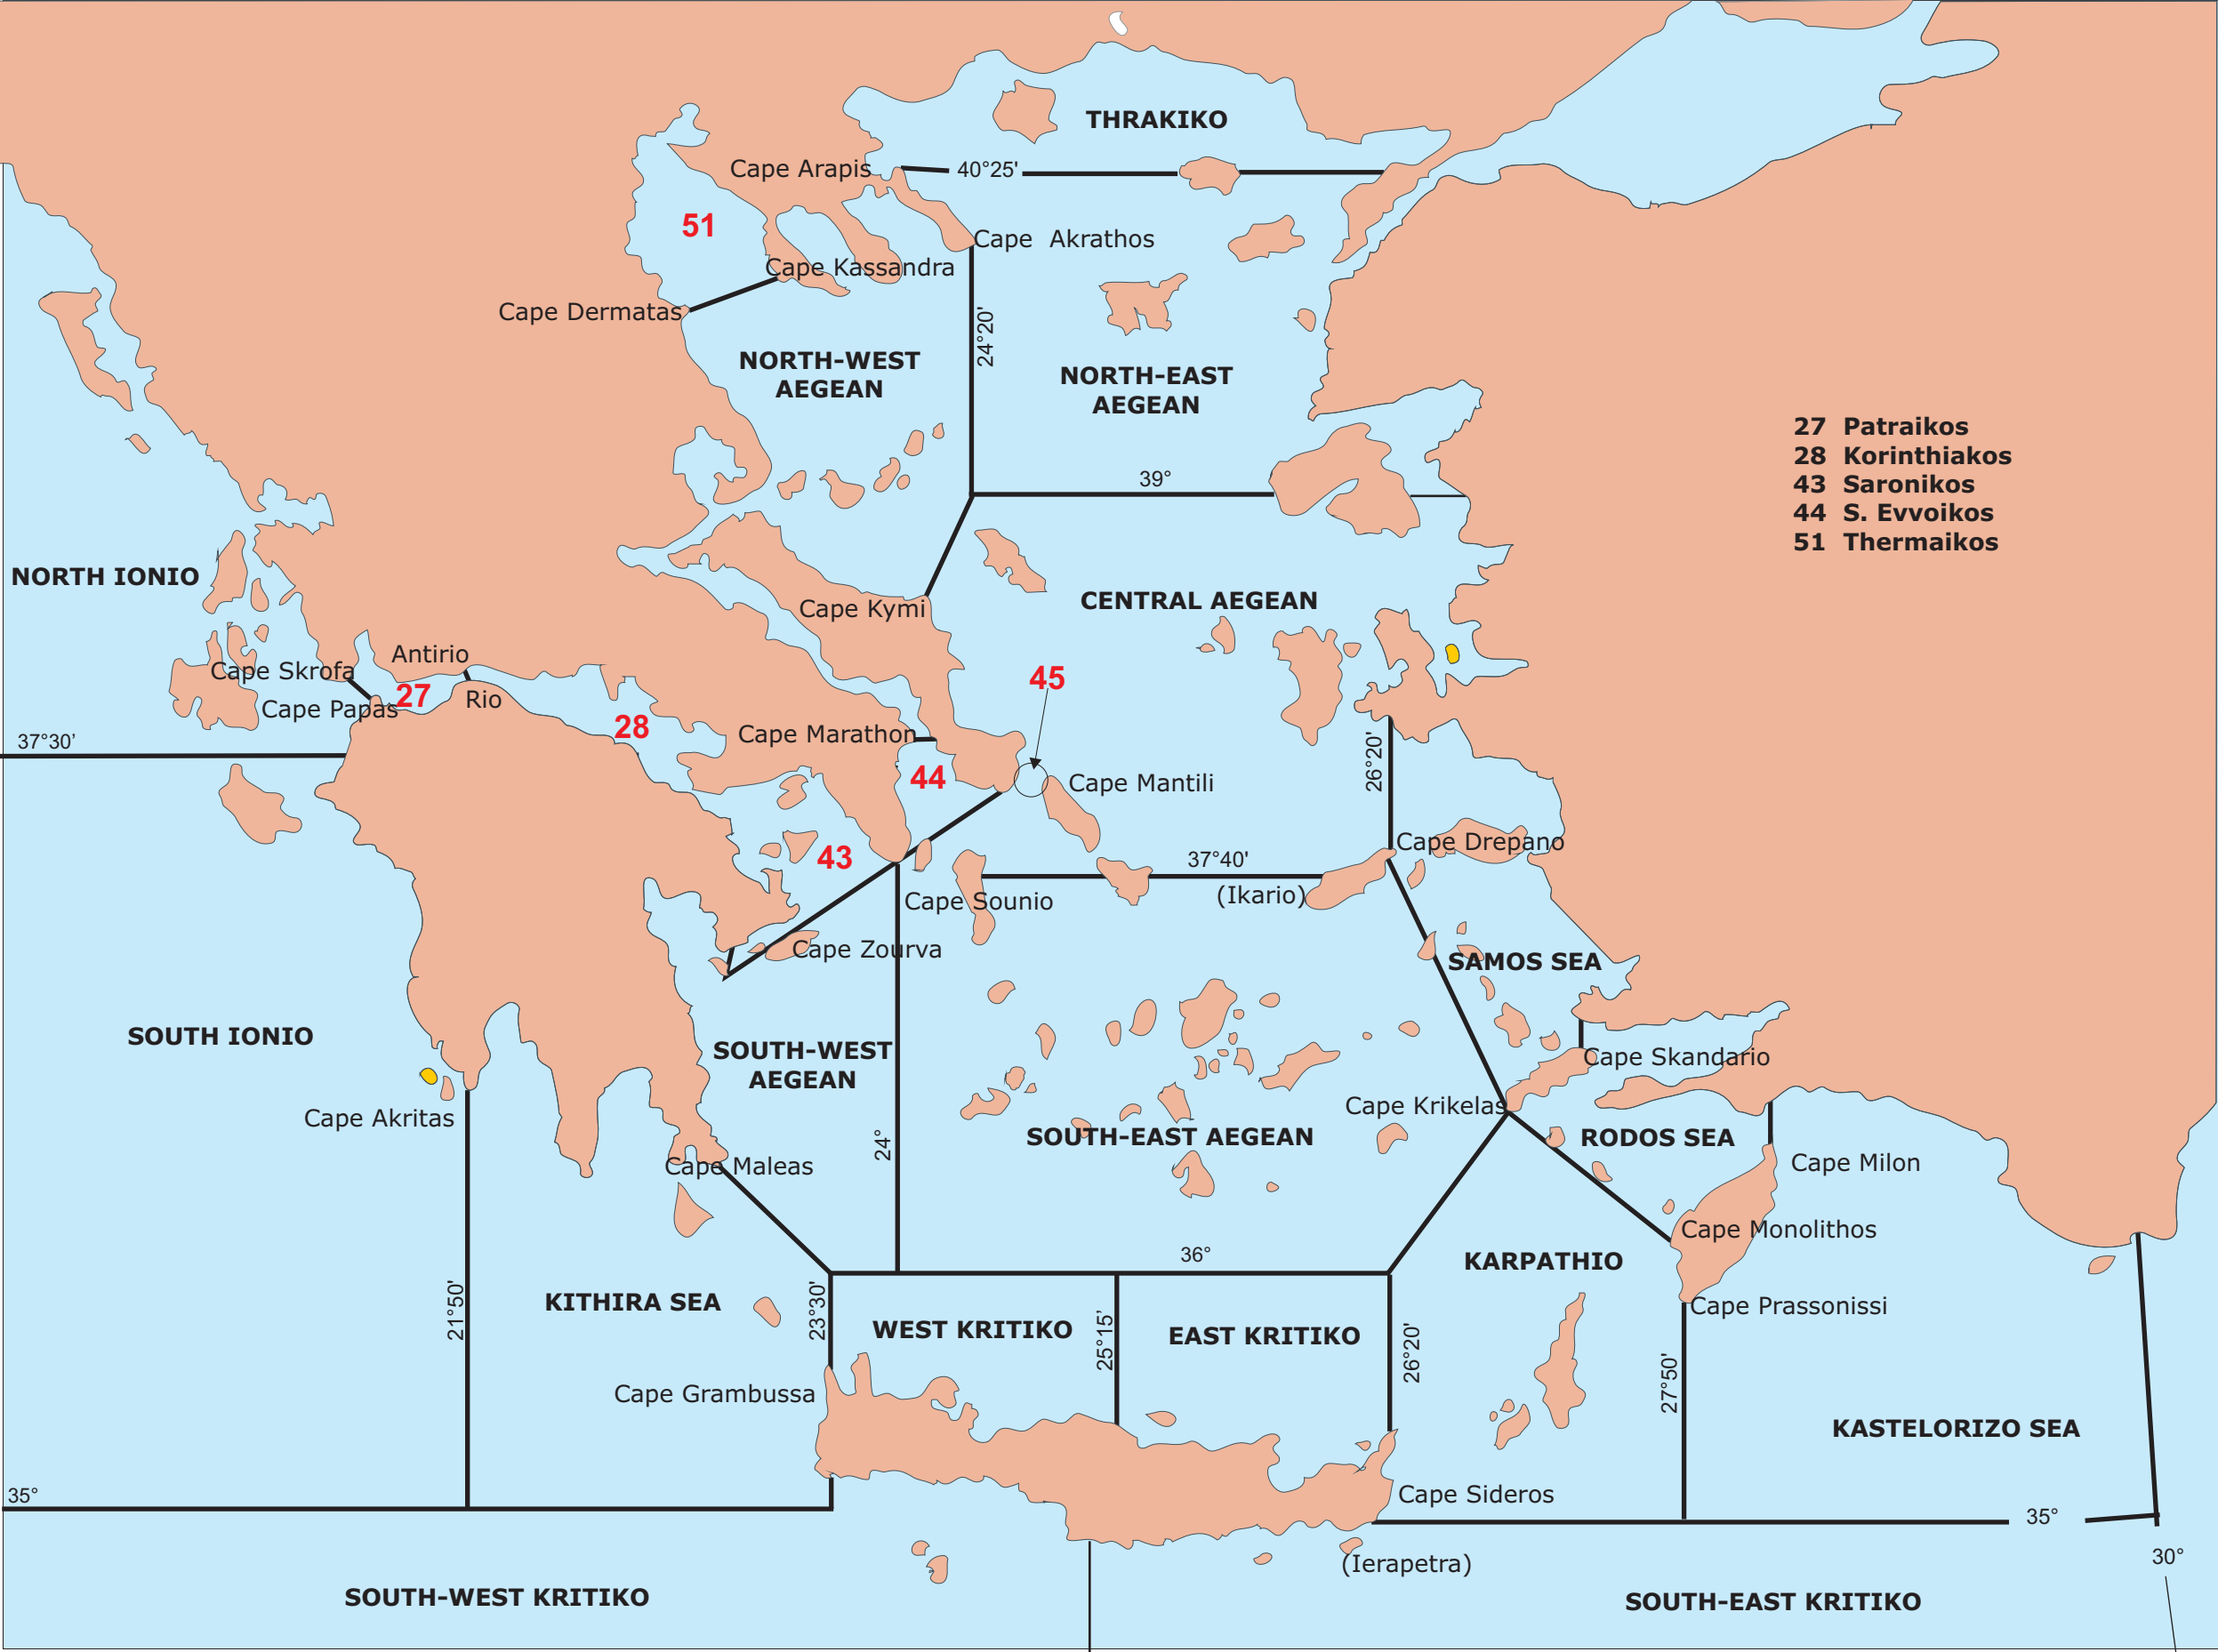 THRAKIKO
Cape Arapis
40°25'
51
Cape  Akrathos
Cape Kassandra
Cape Dermatas
24°20'
NORTH-WEST
AEGEAN
NORTH-EAST
AEGEAN
27  Patraikos
28  Korinthiakos
43  Saronikos
44  S. Evvoikos
51  Thermaikos
39°
NORTH IONIO
CENTRAL AEGEAN
Cape Kymi
Antirio
Cape Skrofa
45
27
Rio
Cape Papas
28
Cape Marathon
37°30'
26°20'
44
Cape Mantili
Cape Drepano
43
37°40'
(Ikario)
Cape Sounio
Cape Zourva
SAMOS SEA
SOUTH IONIO
SOUTH-WEST
AEGEAN
Cape Skandario
Cape Akritas
Cape Krikelas
SOUTH-EAST AEGEAN
RODOS SEA
24°
Cape Maleas
Cape Milon
Cape Monolithos
36°
KARPATHIO
21°50'
KITHIRA SEA
23°30'
WEST KRITIKO
25°15'
EAST KRITIKO
26°20'
Cape Prassonissi
27°50'
Cape Grambussa
KASTELORIZO SEA
35°
Cape Sideros
35°
30°
(Ierapetra)
SOUTH-WEST KRITIKO
SOUTH-EAST KRITIKO